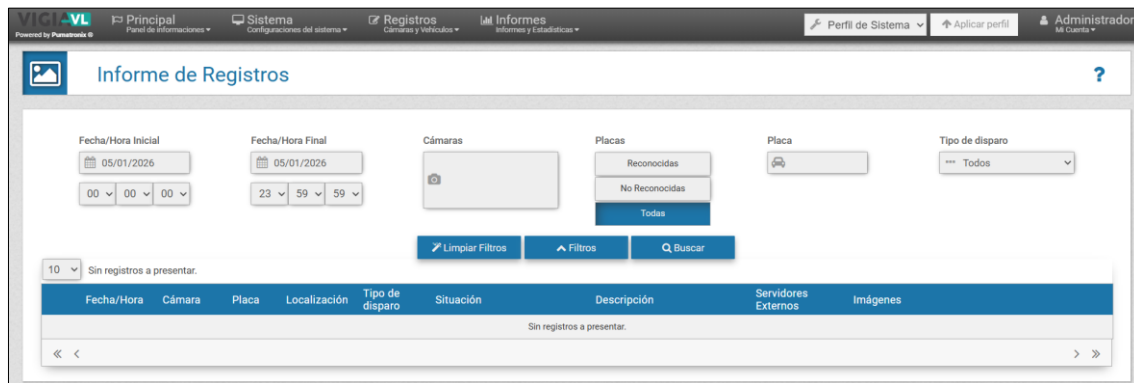 VIGIA-VL
Powered by Pumatronix ©
Principal
Panel de informaciones
Sistema
Configuraciones del sistema
Registros
Cámaras y Vehículos
Informes
Informes y Estadísticas
Perfil de Sistema
Aplicar perfil
Administrador
Mi Cuenta
Informe de Registros
?
Fecha/Hora Inicial
Fecha/Hora Final
Cámaras
Placas
Placa
Tipo de disparo
05/01/2026
05/01/2026
Reconocidas
Todos
00 00 00
23 59 59
No Reconocidas
Todas
Limpiar Filtros
Filtros
Buscar
10 Sin registros a presentar.
Fecha/Hora Cámara Placa Localización Tipo de disparo Situación Descripción Servidores Externos Imágenes
Sin registros a presentar.
« <
> »